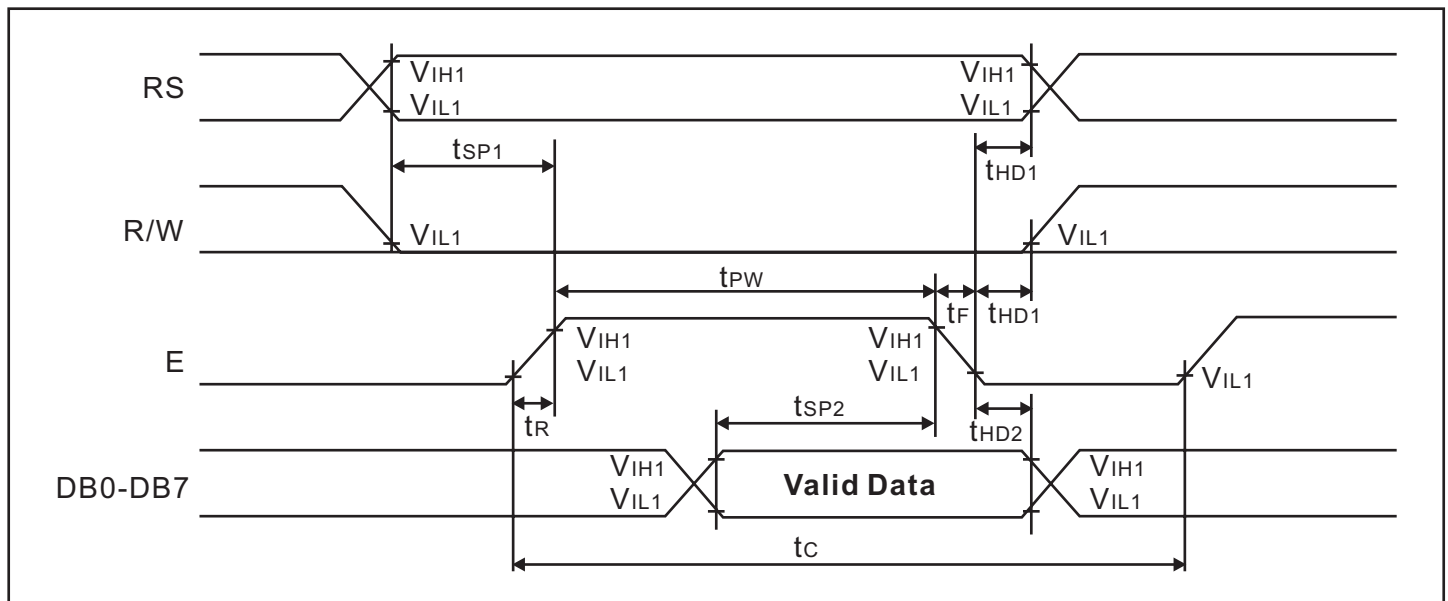 RS
VIH1
VIL1
VIH1
VIL1
tSP1
tHD1
R/W
VIL1
VIL1
tPW
tF
tHD1
E
VIH1
VIL1
VIH1
VIL1
VIL1
tR
tSP2
tHD2
DB0-DB7
VIH1
VIL1
Valid Data
VIH1
VIL1
tC